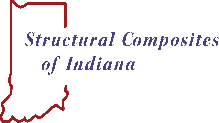 Structural Composites
of Indiana